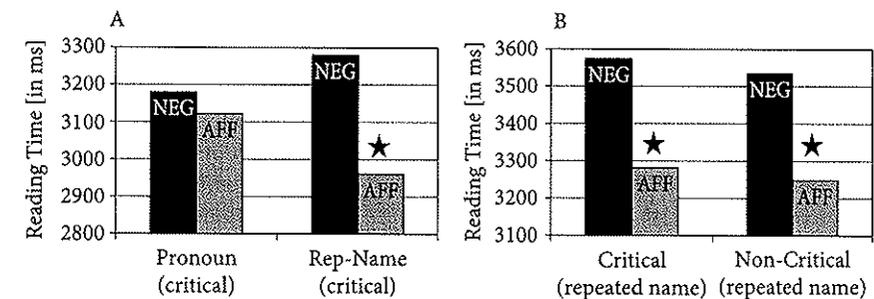 A
Reading Time [in ms]
3300
3200
3100
3000
2900
2800
NEG
AFF
NEG
AFF
Pronoun
(critical)
Rep-Name
(critical)
B
Reading Time [in ms]
3600
3500
3400
3300
3200
3100
NEG
AFF
NEG
AFF
Critical
(repeated name)
Non-Critical
(repeated name)